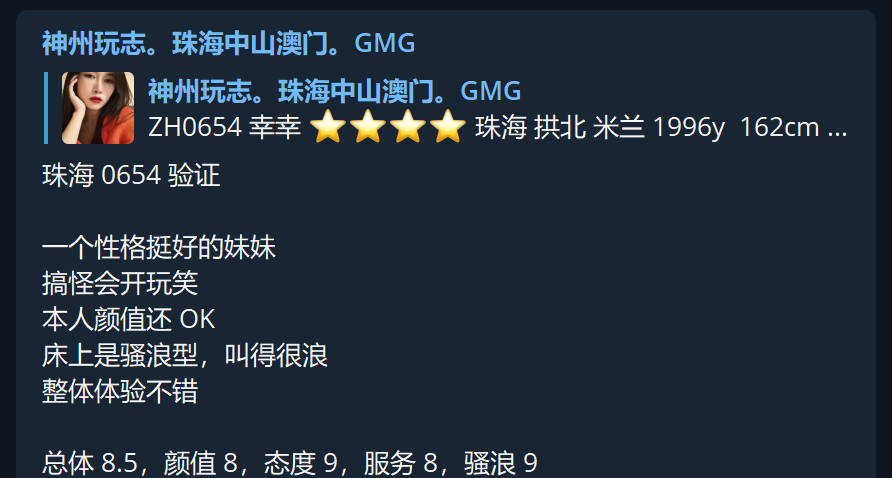 神州玩志。珠海中山澳门。GMG
神州玩志。珠海中山澳门。GMG
ZH0654 幸幸 ⭐⭐⭐⭐ 珠海 拱北 米兰 1996y 162cm ...
珠海 0654 验证
一个性格挺好的妹妹
搞怪会开玩笑
本人颜值还 OK
床上是骚浪型，叫得很浪
整体体验不错
总体 8.5，颜值 8，态度 9，服务 8，骚浪 9